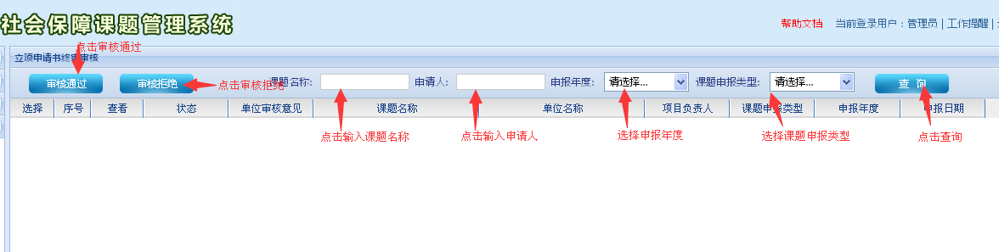 社会保障课题管理系统
帮助文档 当前登录用户：管理员 | 工作提醒 |
点击审核通过
立项申请书终审审核
审核通过 审核拒绝 点击审核拒绝 课题名称: 申请人: 申报年度: 请选择... 课题申报类型: 请选择... 查 询
选择 序号 查看 状态 单位审核意见 课题名称 单位名称 项目负责人 课题申报类型 申报年度 申报日期
点击输入课题名称 点击输入申请人 选择申报年度 选择课题申报类型 点击查询